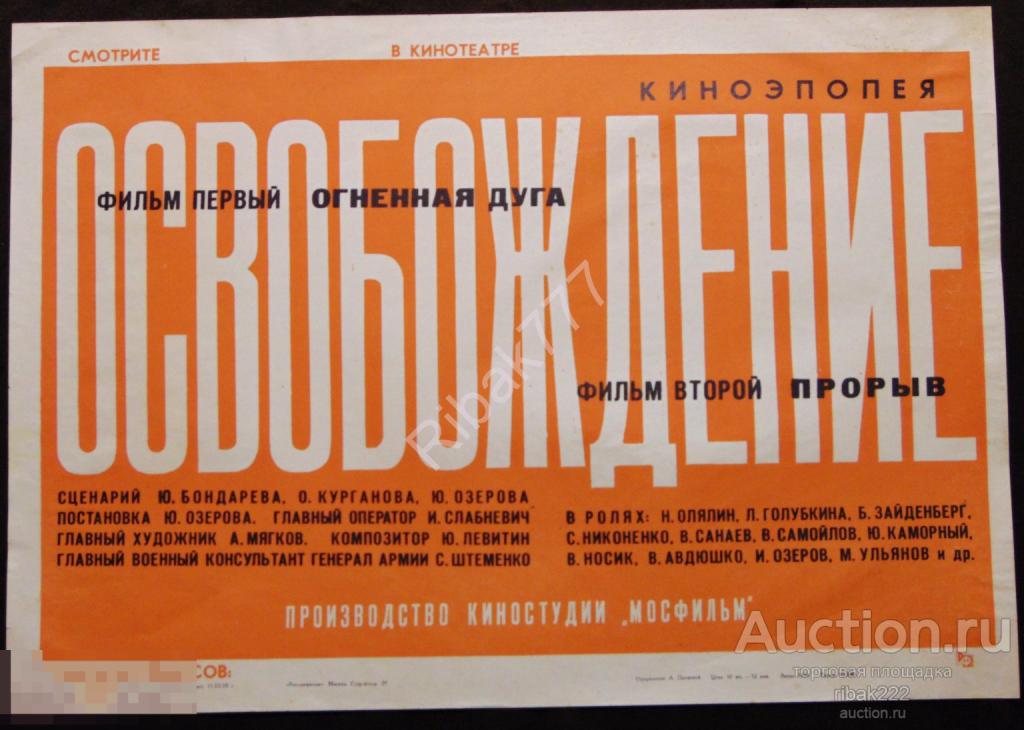 СМОТРИТЕ В КИНОТЕАТРЕ
КИНОЭПОПЕЯ
ОСВОБОЖДЕНИЕ
ФИЛЬМ ПЕРВЫЙ ОГНЕННАЯ ДУГА
ФИЛЬМ ВТОРОЙ ПРОРЫВ
СЦЕНАРИЙ Ю. БОНДАРЕВА, О. КУРГАНОВА, Ю. ОЗЕРОВА
ПОСТАНОВКА Ю. ОЗЕРОВА. ГЛАВНЫЙ ОПЕРАТОР И. СЛАБНЕВИЧ
ГЛАВНЫЙ ХУДОЖНИК А. МЯГКОВ. КОМПОЗИТОР Ю. ЛЕВИТИН
ГЛАВНЫЙ ВОЕННЫЙ КОНСУЛЬТАНТ ГЕНЕРАЛ АРМИИ С. ШТЕМЕНКО
В РОЛЯХ: Н. ОЛЯЛИН, Л. ГОЛУБКИНА, Б. ЗАЙДЕНБЕРГ,
С. НИКОНЕНКО, В. САНАЕВ, В. САМОЙЛОВ, Ю. КАМОРНЫЙ,
В. НОСИК, В. АВДЮШКО, И. ОЗЕРОВ, М. УЛЬЯНОВ и др.
ПРОИЗВОДСТВО КИНОСТУДИИ „МОСФИЛЬМ"
СОВ:
Ribak777
Auction.ru
торговая площадка
ribak222
auction.ru